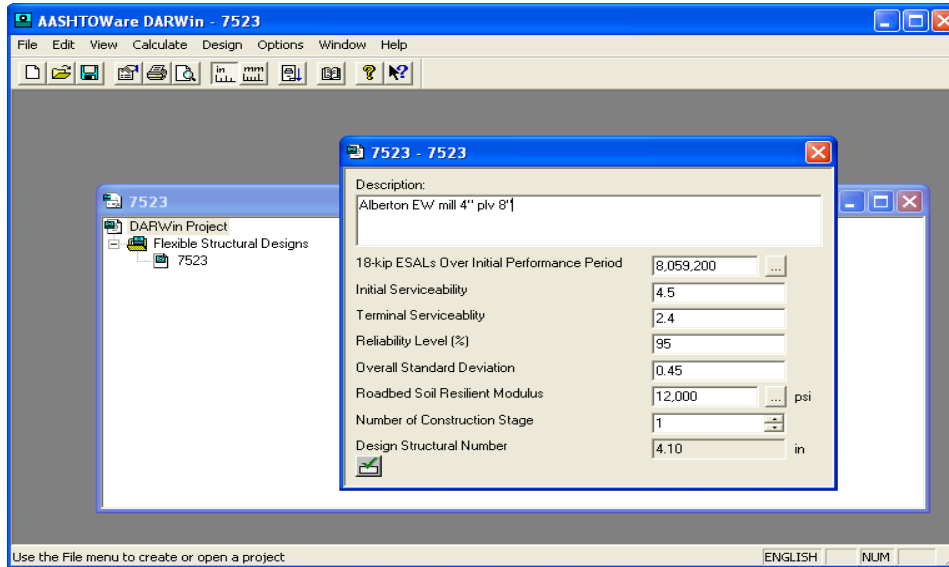 AASHTOWare DARWin - 7523
File Edit View Calculate Design Options Window Help
in mm
7523
DARWin Project
Flexible Structural Designs
7523
7523 - 7523
Description:
Alberton EW mill 4" plv 8"
18-kip ESALs Over Initial Performance Period 8,059,200 ...
Initial Serviceability 4.5
Terminal Serviceablity 2.4
Reliability Level (%) 95
Overall Standard Deviation 0.45
Roadbed Soil Resilient Modulus 12,000 ... psi
Number of Construction Stage 1
Design Structural Number 4.10 in
Use the File menu to create or open a project ENGLISH NUM